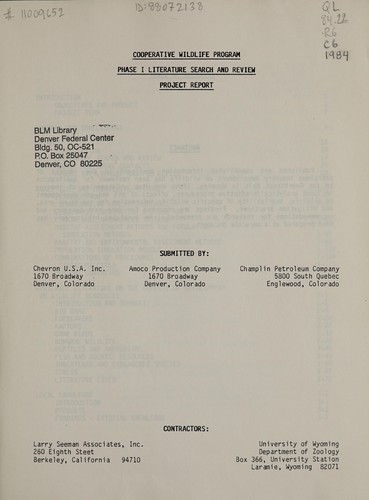 # 11009652
ID:88072138
QL
84.22
.R6
C6
1984
COOPERATIVE WILDLIFE PROGRAM
PHASE I LITERATURE SEARCH AND REVIEW
PROJECT REPORT
BLM Library
Denver Federal Center
Bldg. 50, OC-521
P.O. Box 25047
Denver, CO 80225
SUBMITTED BY:
Chevron U.S.A. Inc.
1670 Broadway
Denver, Colorado
Amoco Production Company
1670 Broadway
Denver, Colorado
Champlin Petroleum Company
5800 South Quebec
Englewood, Colorado
CONTRACTORS:
Larry Seeman Associates, Inc.
260 Eighth Steet
Berkeley, California 94710
University of Wyoming
Department of Zoology
Box 366, University Station
Laramie, Wyoming 82071